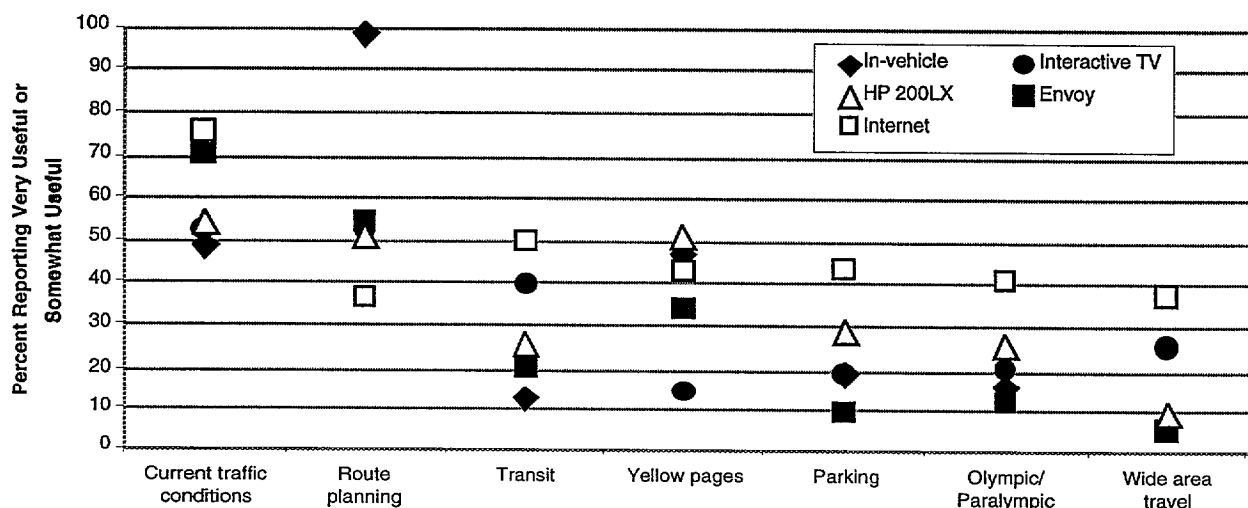 Percent Reporting Very Useful or
Somewhat Useful
100
90
80
70
60
50
40
30
20
10
0
In-vehicle
Interactive TV
HP 200LX
Envoy
Internet
Current traffic
conditions
Route
planning
Transit
Yellow pages
Parking
Olympic/
Paralympic
Wide area
travel